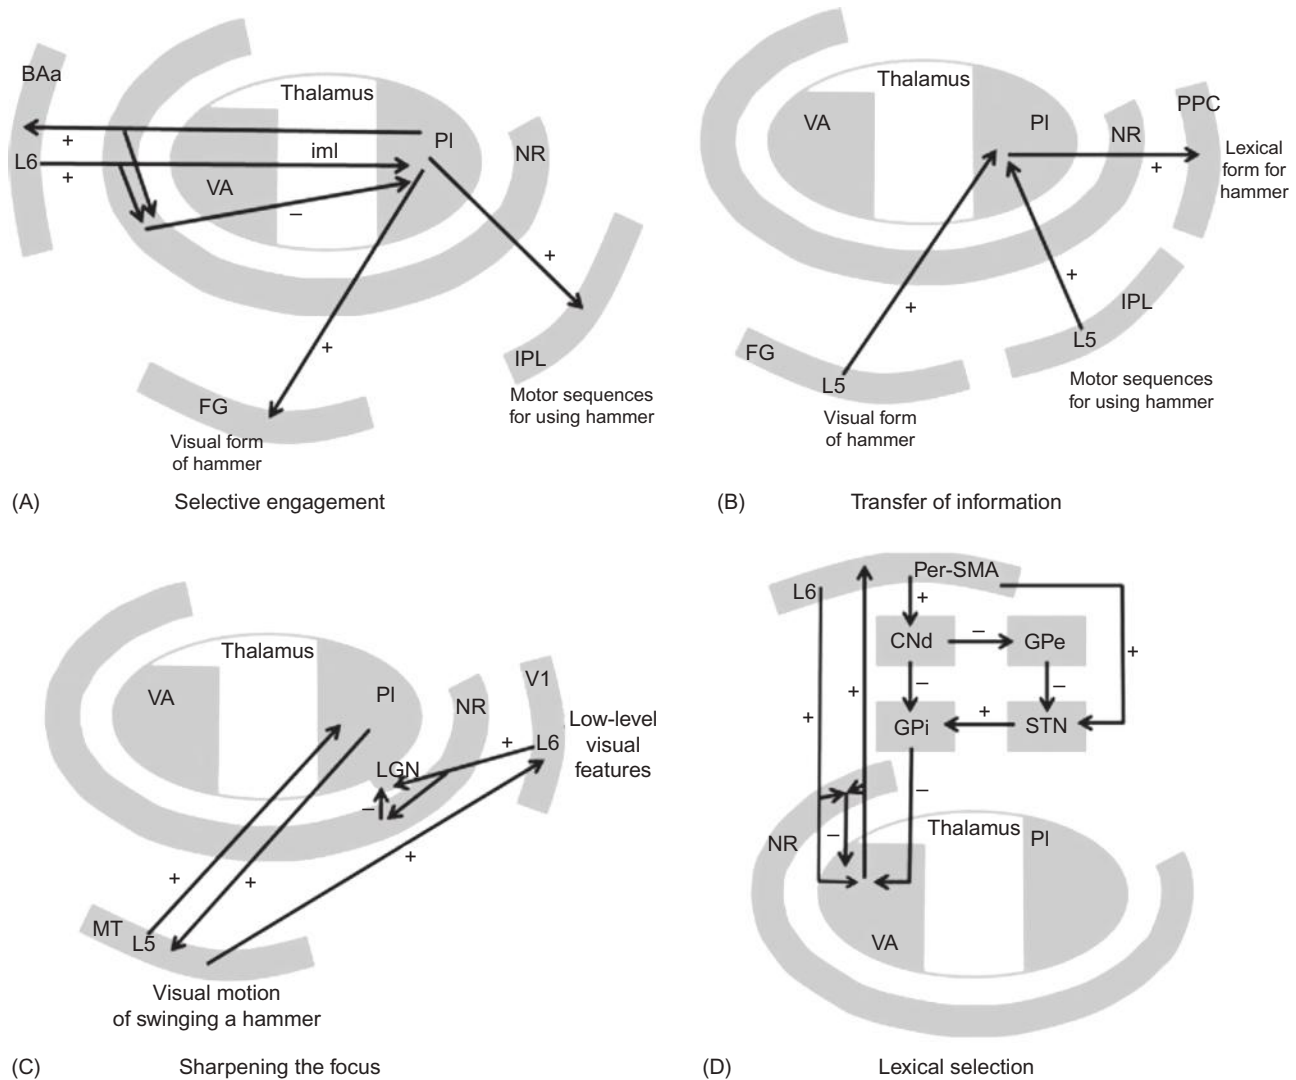 BAa
Thalamus
+
iml
PI
NR
L6
+
VA
–
+
+
IPL
FG
Motor sequences
for using hammer
Visual form
of hammer
(A) Selective engagement
Thalamus
PPC
VA
PI
NR
Lexical
form for
hammer
+
+
+
IPL
L5
FG
L5
Motor sequences
for using hammer
Visual form
of hammer
(B) Transfer of information
Thalamus
V1
VA
PI
NR
Low-level
visual
features
+
L6
LGN
–
+
+
+
MT
L5
Visual motion
of swinging a hammer
(C) Sharpening the focus
Per-SMA
L6
+
CNd
–
GPe
+
–
–
+
+
GPi
+
STN
–
NR
–
Thalamus
PI
VA
(D) Lexical selection